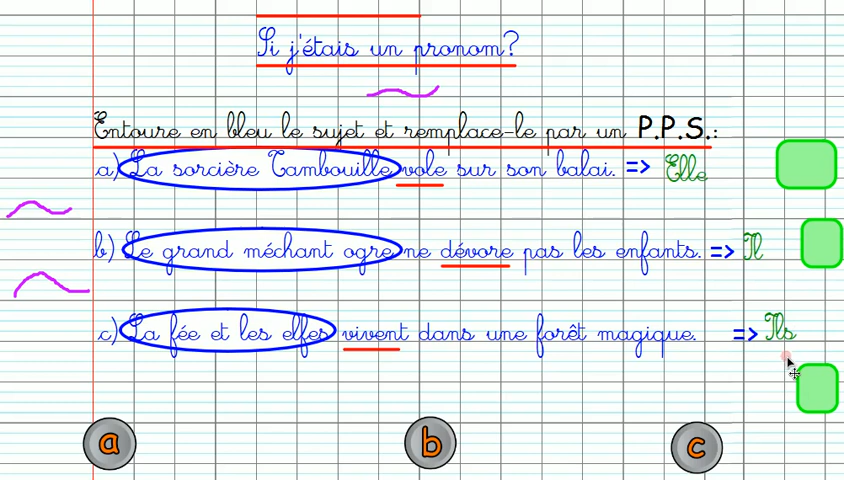 Si j'étais un pronom?
Entoure en bleu le sujet et remplace-le par un P.P.S.:
a) La sorcière Tambouille vole sur son balai. => Elle
b) Le grand méchant ogre ne dévore pas les enfants. => Il
c) La fée et les elfes vivent dans une forêt magique. => Ils
a b c